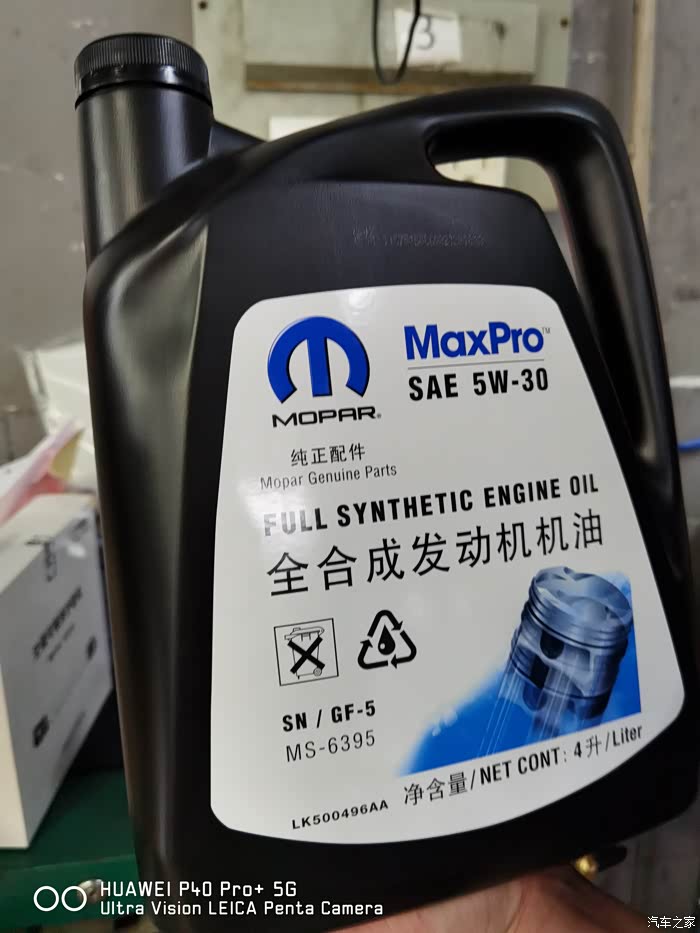 3
MOPAR®
MaxPro™
SAE 5W-30
纯正配件
Mopar Genuine Parts
FULL SYNTHETIC ENGINE OIL
全合成发动机机油
SN / GF-5
MS-6395
LK500496AA
净含量/NET CONT: 4升/Liter
HUAWEI P40 Pro+ 5G
Ultra Vision LEICA Penta Camera
汽车之家